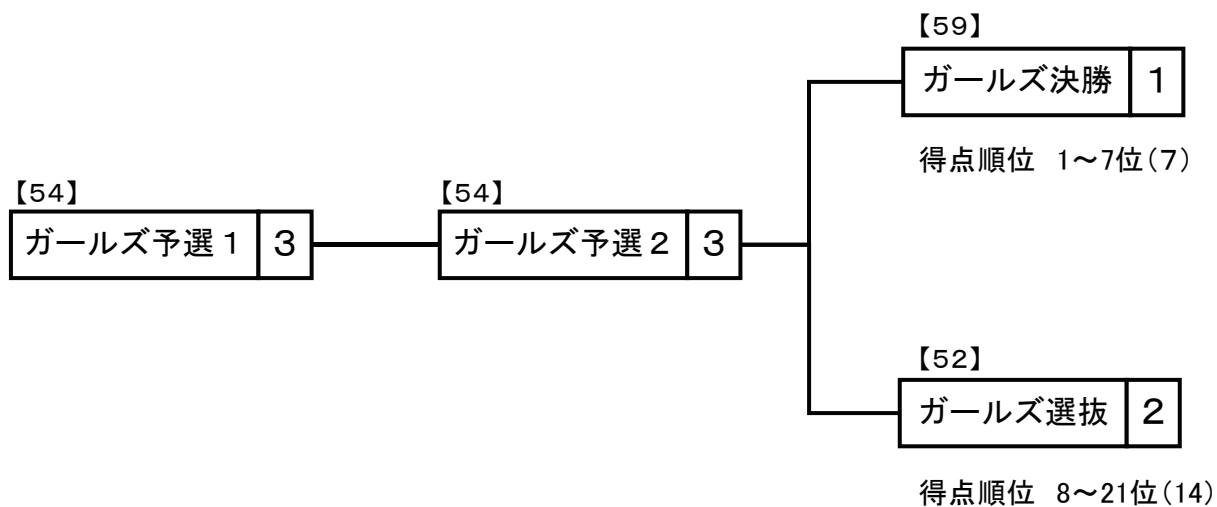 【59】
ガールズ決勝 1
得点順位 1～7位(7)
【54】
ガールズ予選１ 3
【54】
ガールズ予選２ 3
【52】
ガールズ選抜 2
得点順位 8～21位(14)